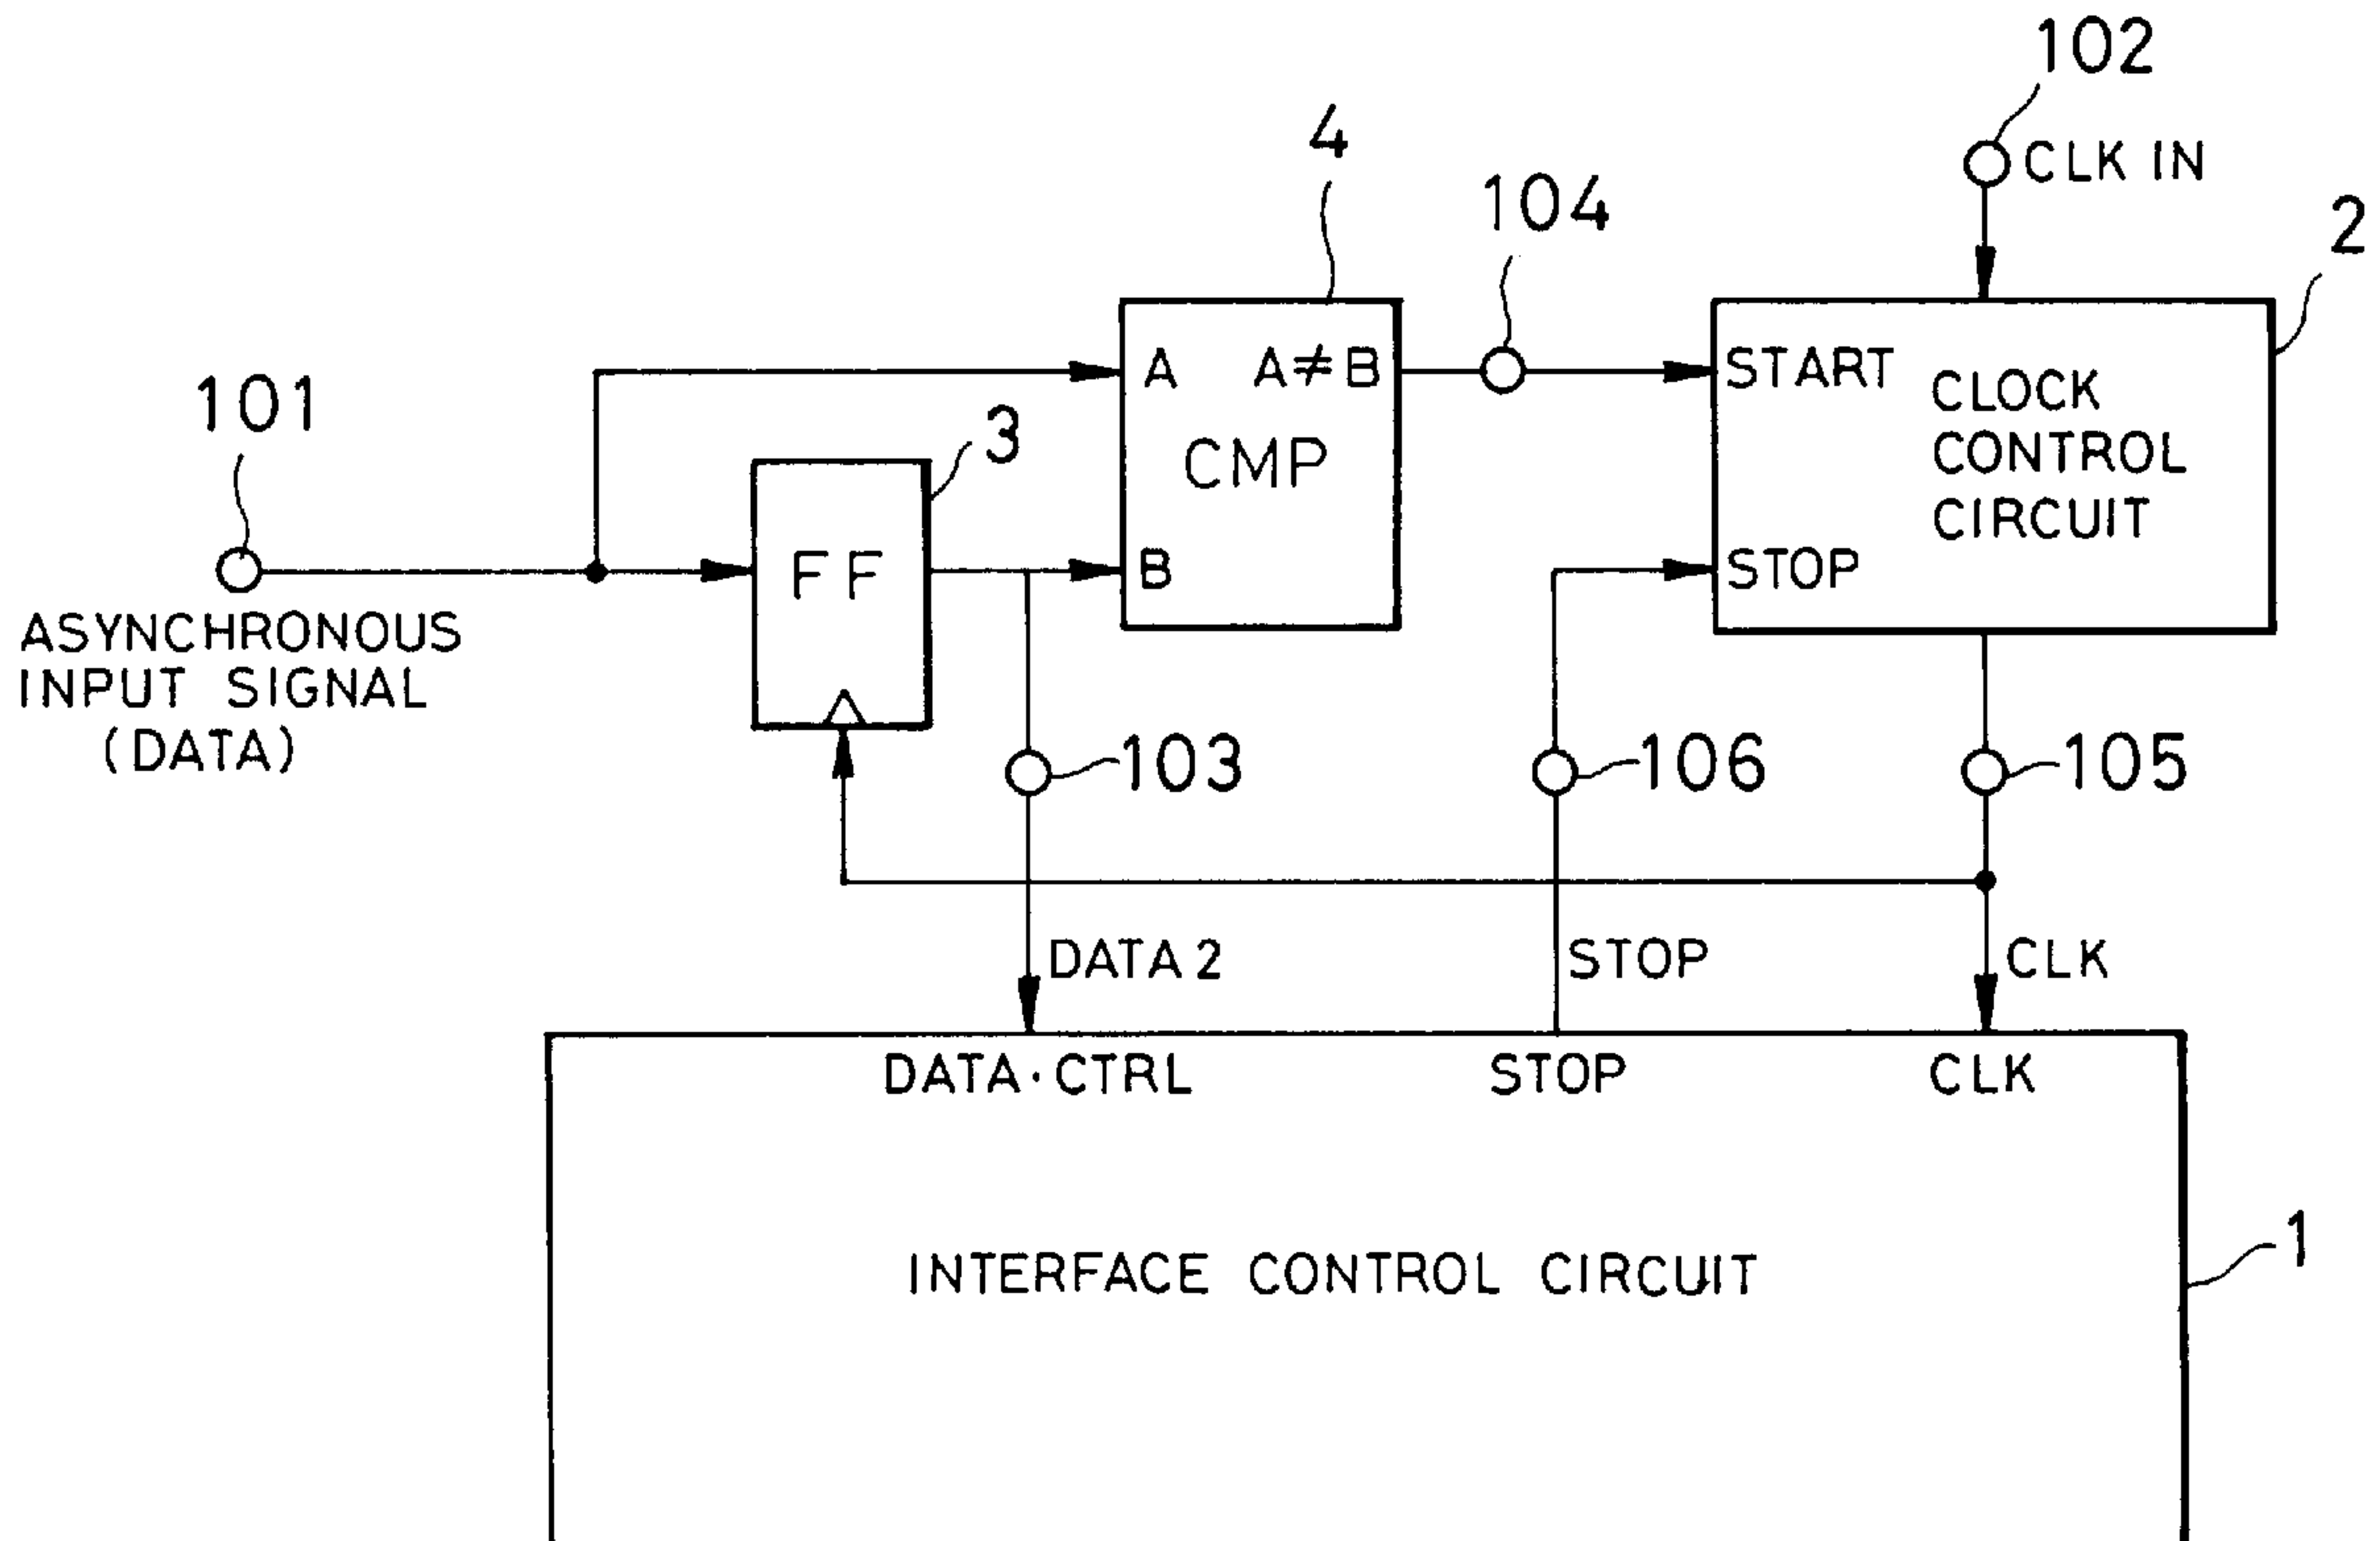 102
CLK IN
4
104
2
A
A≠B
START
CLOCK
CONTROL
CIRCUIT
101
3
CMP
FF
B
STOP
ASYNCHRONOUS
INPUT SIGNAL
(DATA)
103
106
105
DATA 2
STOP
CLK
DATA·CTRL
STOP
CLK
INTERFACE CONTROL CIRCUIT
1